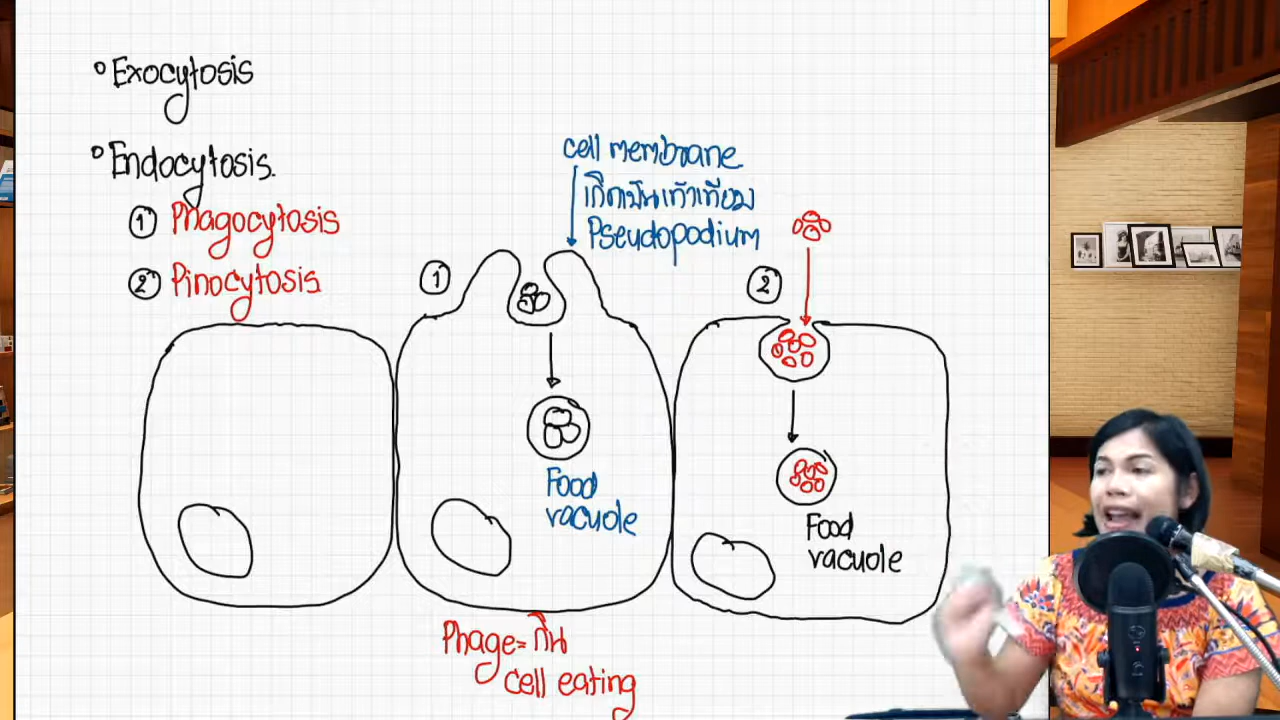 Exocytosis
Endocytosis.
① Phagocytosis
② Pinocytosis
cell membrane
เกิดเป็นเท้าเทียม
Pseudopodium
①
②
Food
vacuole
Food
vacuole
Phage = กิน
cell eating